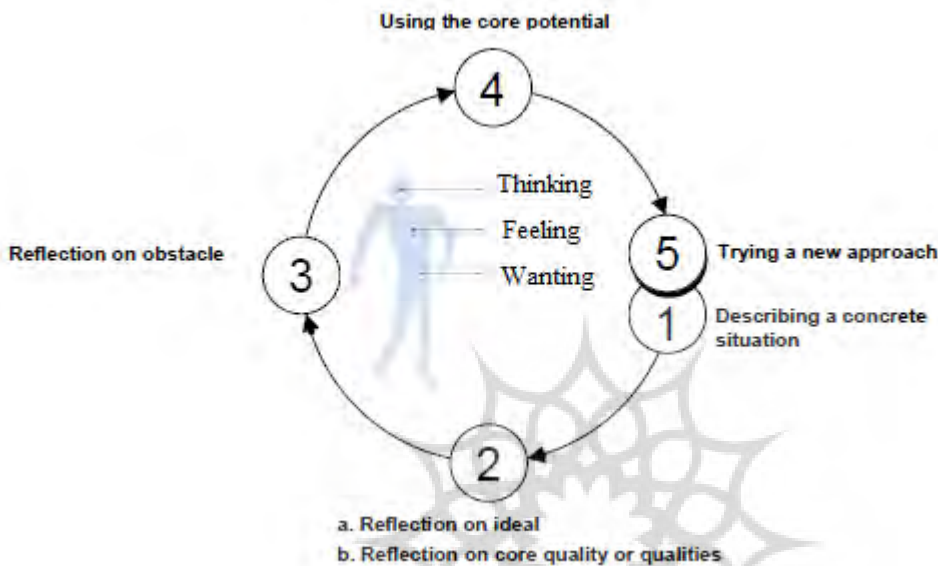 Using the core potential
4
Thinking
Feeling
Wanting
Reflection on obstacle
3
5
Trying a new approach
1
Describing a concrete
situation
2
a. Reflection on ideal
b. Reflection on core quality or qualities